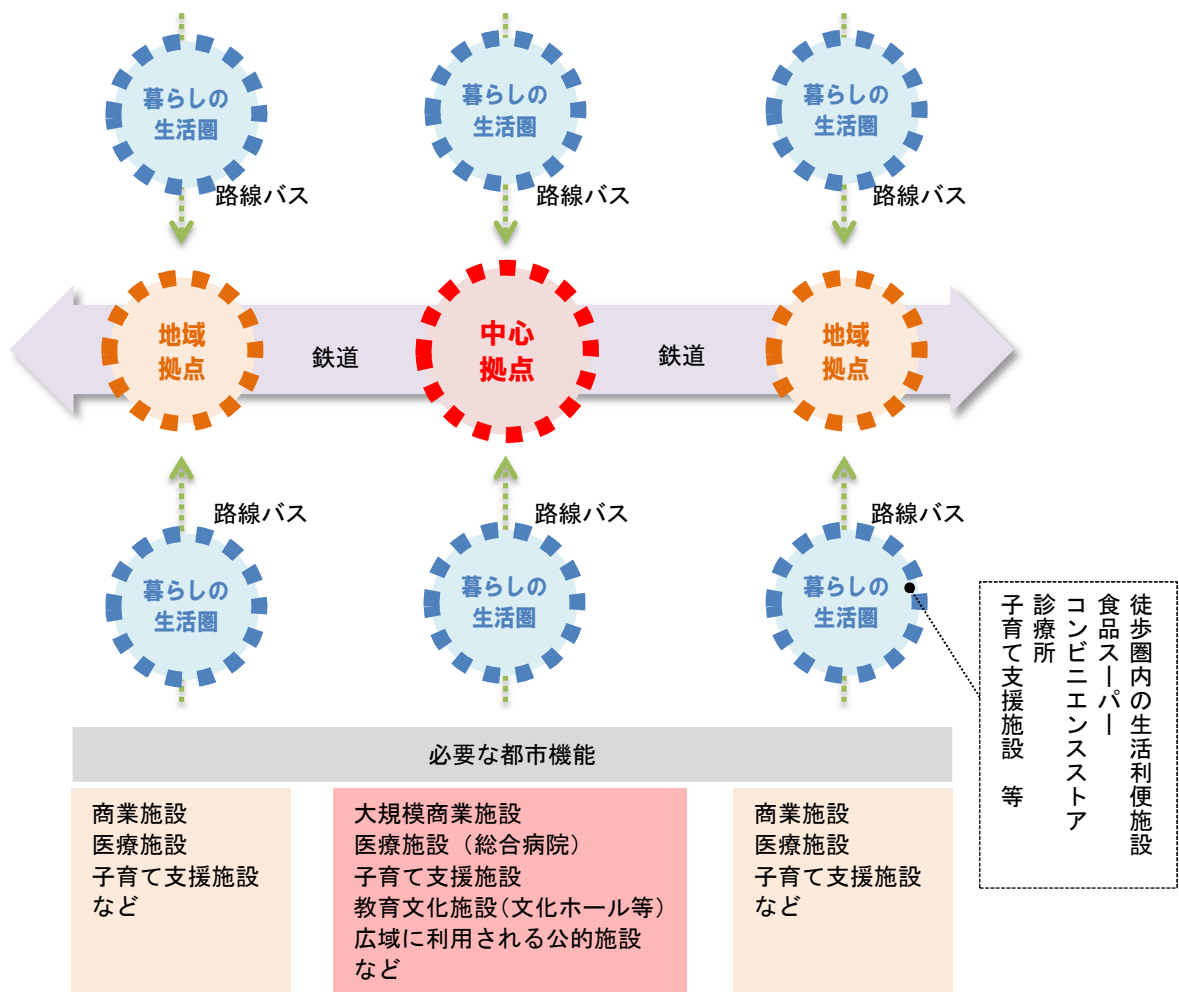 暮らしの
生活圏
暮らしの
生活圏
暮らしの
生活圏
路線バス
路線バス
路線バス
地域
拠点
鉄道
中心
拠点
鉄道
地域
拠点
路線バス
路線バス
路線バス
暮らしの
生活圏
暮らしの
生活圏
暮らしの
生活圏
徒歩圏内の生活利便施設
食品スーパー
コンビニエンスストア
診療所
子育て支援施設　等
必要な都市機能
商業施設
医療施設
子育て支援施設
など
大規模商業施設
医療施設（総合病院）
子育て支援施設
教育文化施設(文化ホール等)
広域に利用される公的施設
など
商業施設
医療施設
子育て支援施設
など